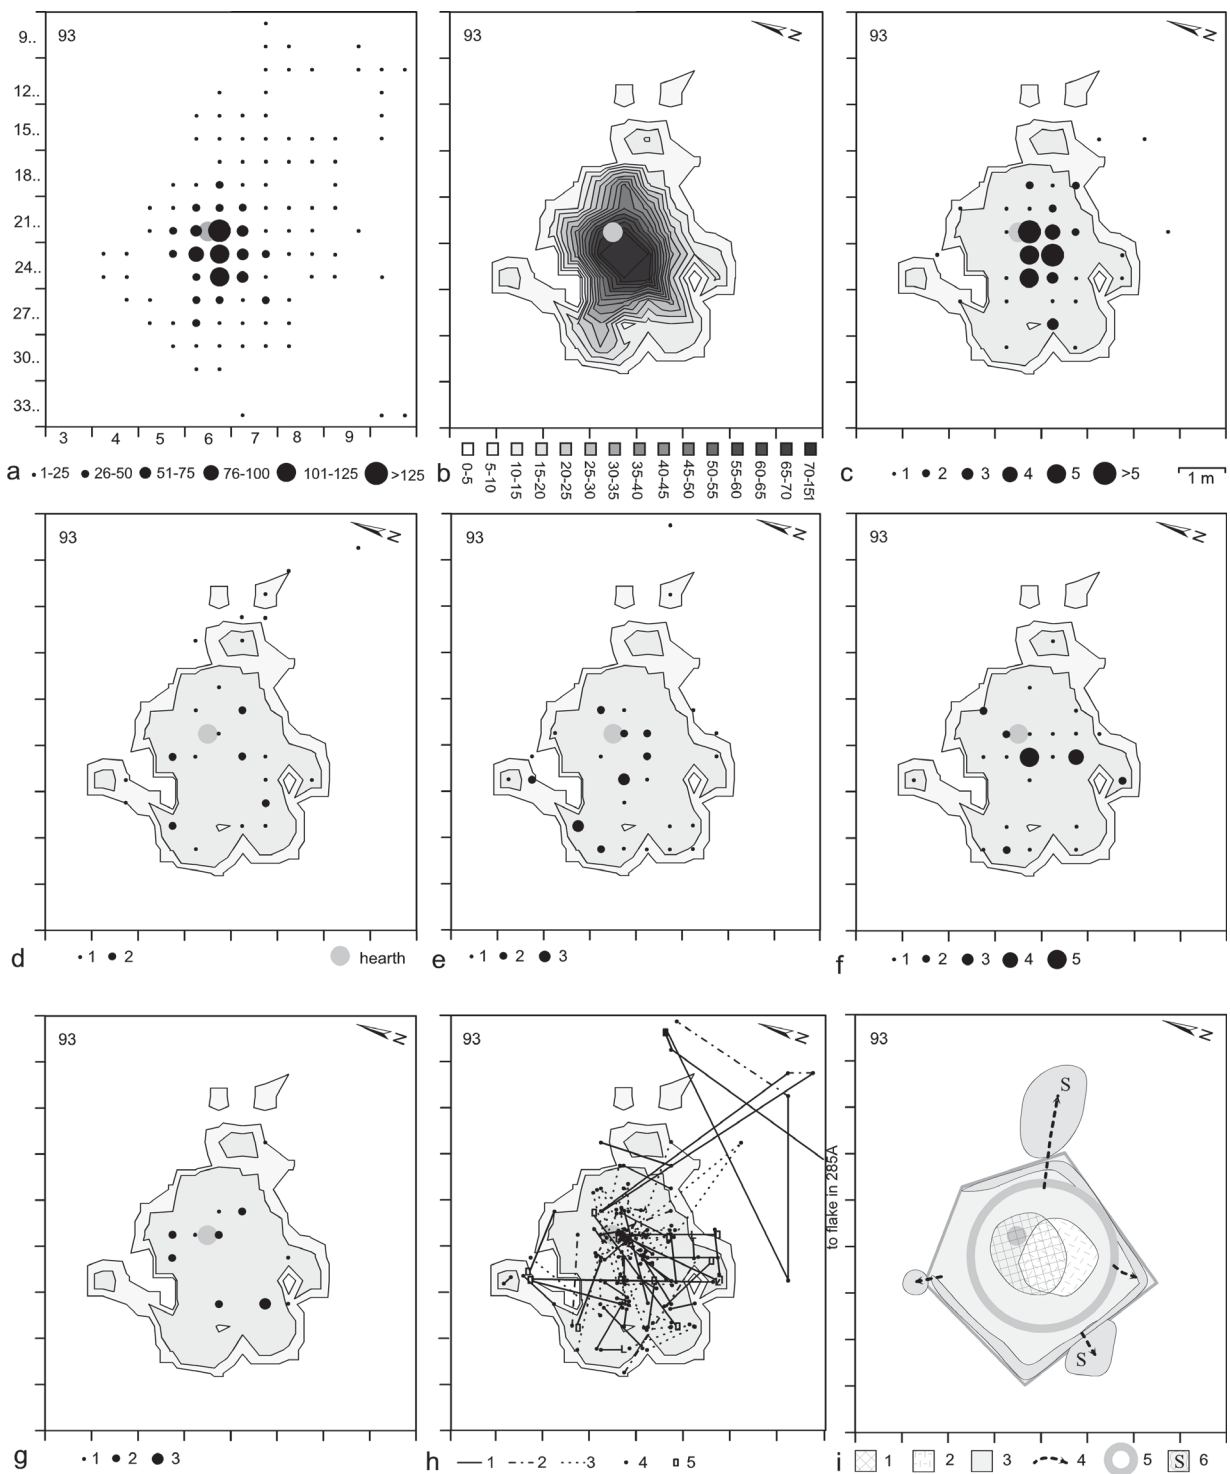 93
N
9..
12..
15..
18..
21..
24..
27..
30..
33..
3 4 5 6 7 8 9
a 1-25 26-50 51-75 76-100 101-125 >125
93
N
b 0-5 5-10 10-15 15-20 20-25 25-30 30-35 35-40 40-45 45-50 50-55 55-60 60-65 65-70 70-151
93
N
c 1 2 3 4 5 >5 1 m
93
N
d 1 2 hearth
93
N
e 1 2 3
93
N
f 1 2 3 4 5
93
N
g 1 2 3
93
N
to flake in 285A
h 1 2 3 4 5
93
N
S
S
i 1 2 3 4 5 S 6